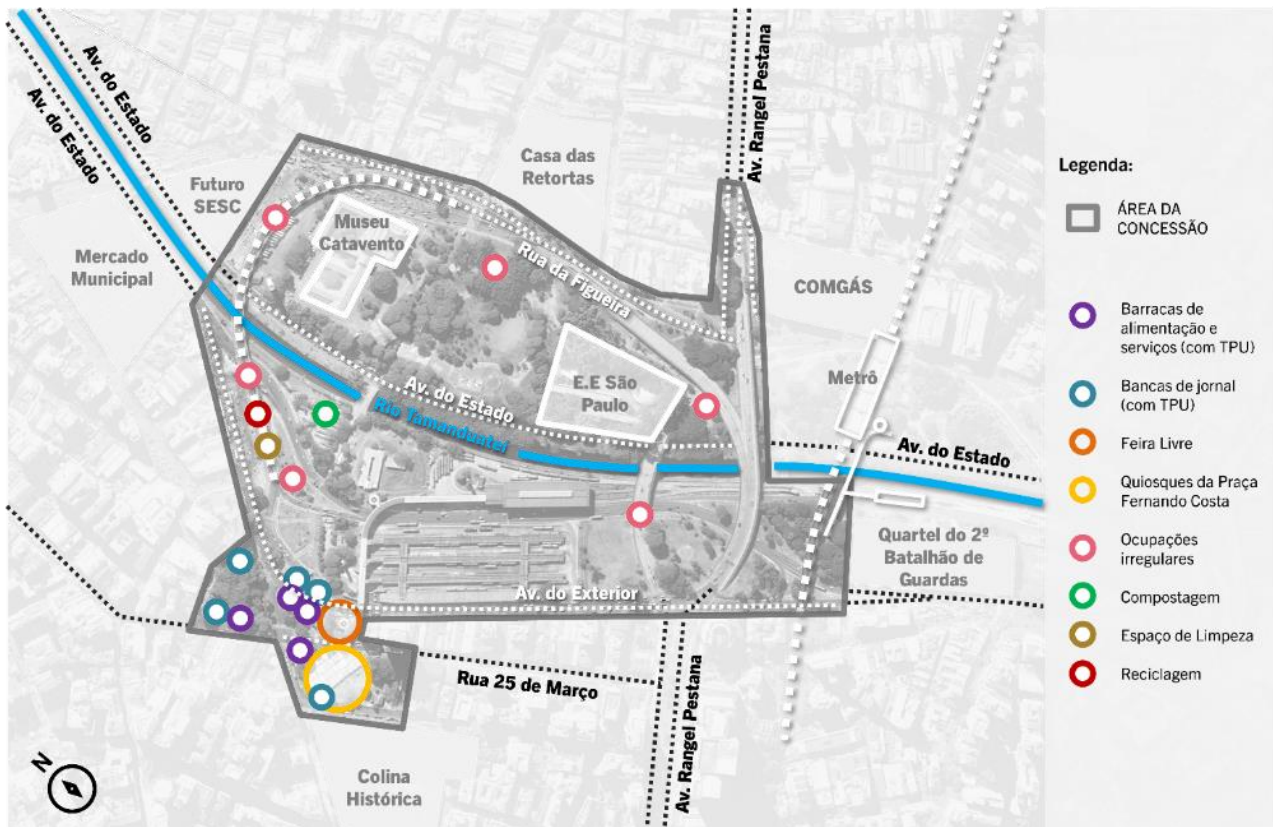 Av. do Estado
Av. do Estado
Av. Rangel Pestana
Casa das
Retortas
Futuro
SESC
Museu
Catavento
Mercado
Municipal
Rua da Figueira
COMGÁS
E.E São
Paulo
Metrô
Av. do Estado
Rio Tamanduateí
Av. do Estado
Quartel do 2º
Batalhão de
Guardas
Av. do Exterior
Rua 25 de Março
Av. Rangel Pestana
Colina
Histórica
N
Legenda:
ÁREA DA
CONCESSÃO
Barracas de
alimentação e
serviços (com TPU)
Bancas de jornal
(com TPU)
Feira Livre
Quiosques da Praça
Fernando Costa
Ocupações
irregulares
Compostagem
Espaço de Limpeza
Reciclagem